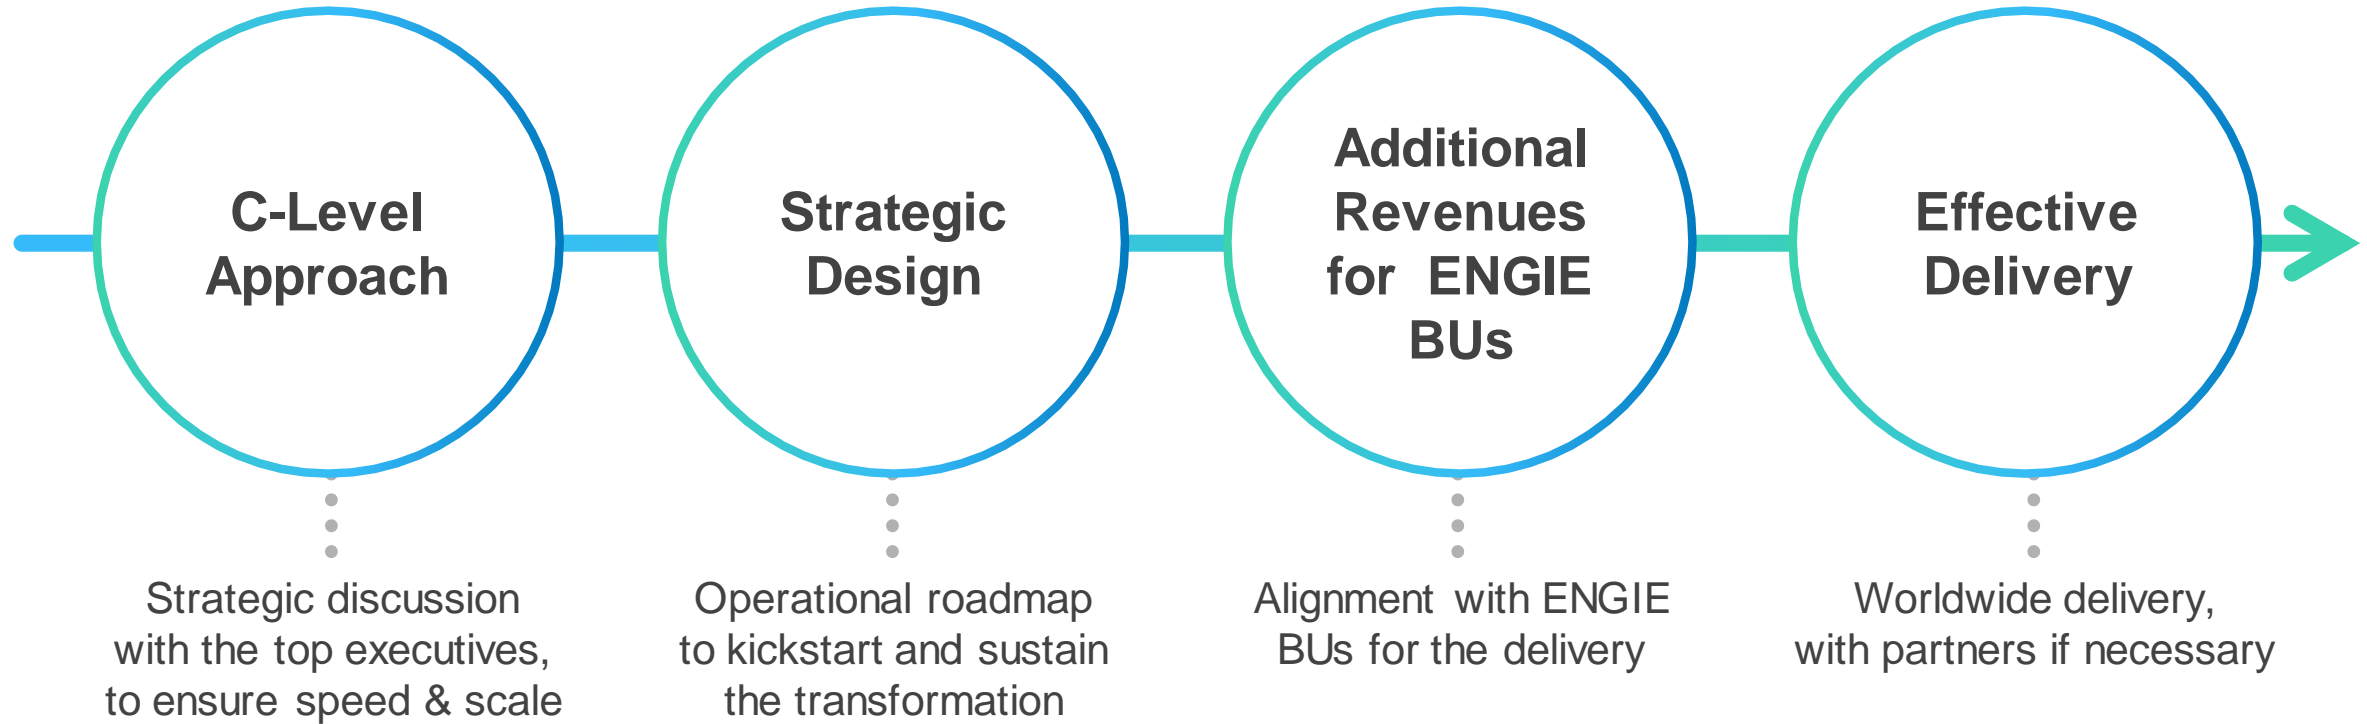 C-Level
Approach
Strategic
Design
Additional
Revenues
for ENGIE
BUs
Effective
Delivery
Strategic discussion
with the top executives,
to ensure speed & scale
Operational roadmap
to kickstart and sustain
the transformation
Alignment with ENGIE
BUs for the delivery
Worldwide delivery,
with partners if necessary